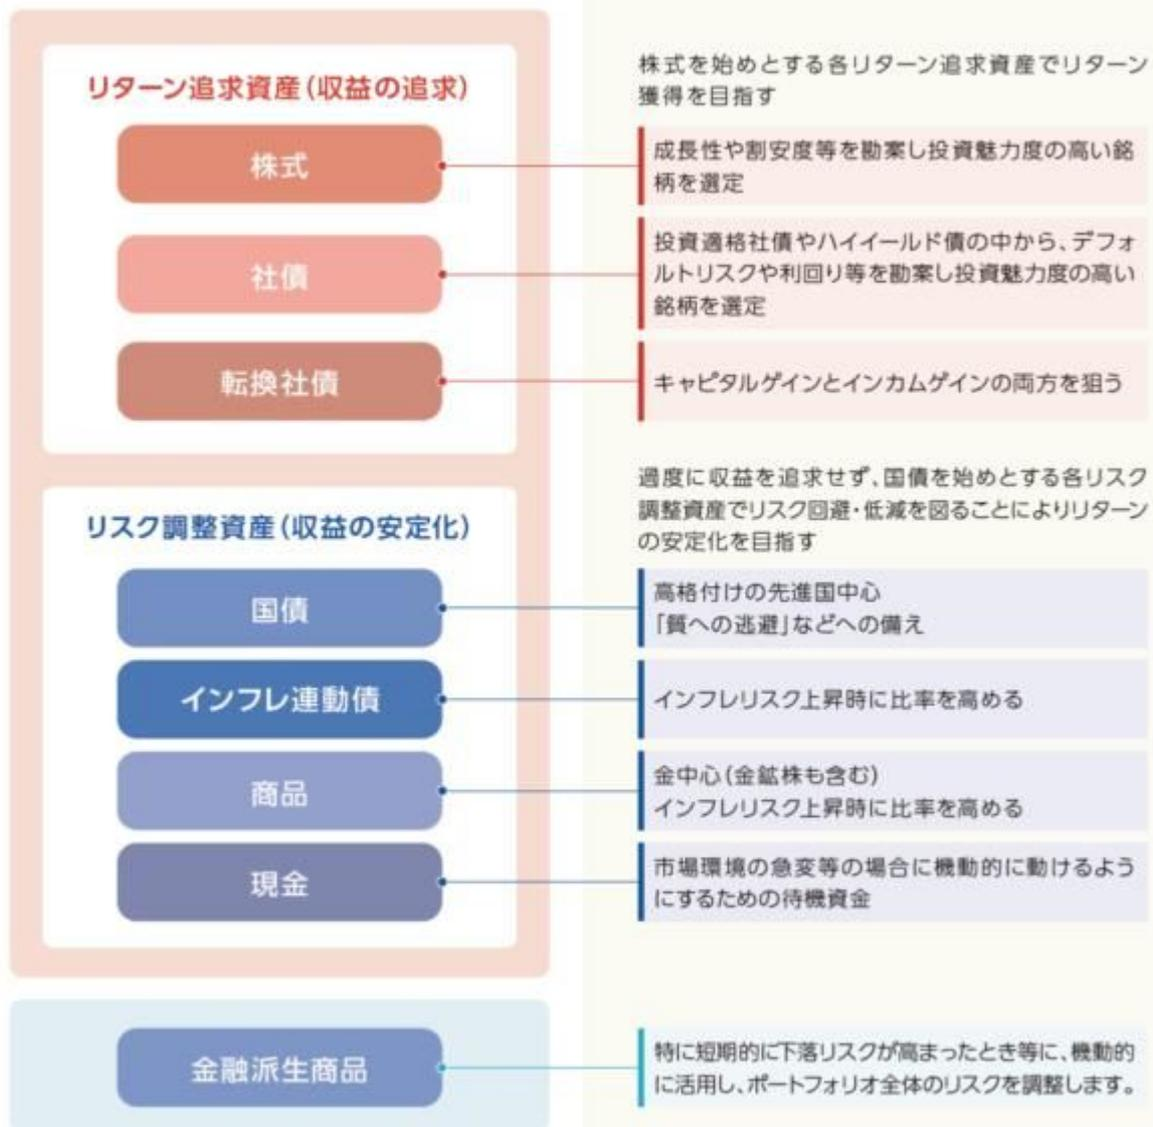 リターン追求資産(収益の追求)
株式を始めとする各リターン追求資産でリターン
獲得を目指す
株式
成長性や割安度等を勘案し投資魅力度の高い銘
柄を選定
社債
投資適格社債やハイイールド債の中から、デフォ
ルトリスクや利回り等を勘案し投資魅力度の高い
銘柄を選定
転換社債
キャピタルゲインとインカムゲインの両方を狙う
リスク調整資産(収益の安定化)
過度に収益を追求せず、国債を始めとする各リスク
調整資産でリスク回避・低減を図ることによりリターン
の安定化を目指す
国債
高格付けの先進国中心
「質への逃避」などへの備え
インフレ連動債
インフレリスク上昇時に比率を高める
商品
金中心(金鉱株も含む)
インフレリスク上昇時に比率を高める
現金
市場環境の急変等の場合に機動的に動けるよう
にするための待機資金
金融派生商品
特に短期的に下落リスクが高まったとき等に、機動的
に活用し、ポートフォリオ全体のリスクを調整します。